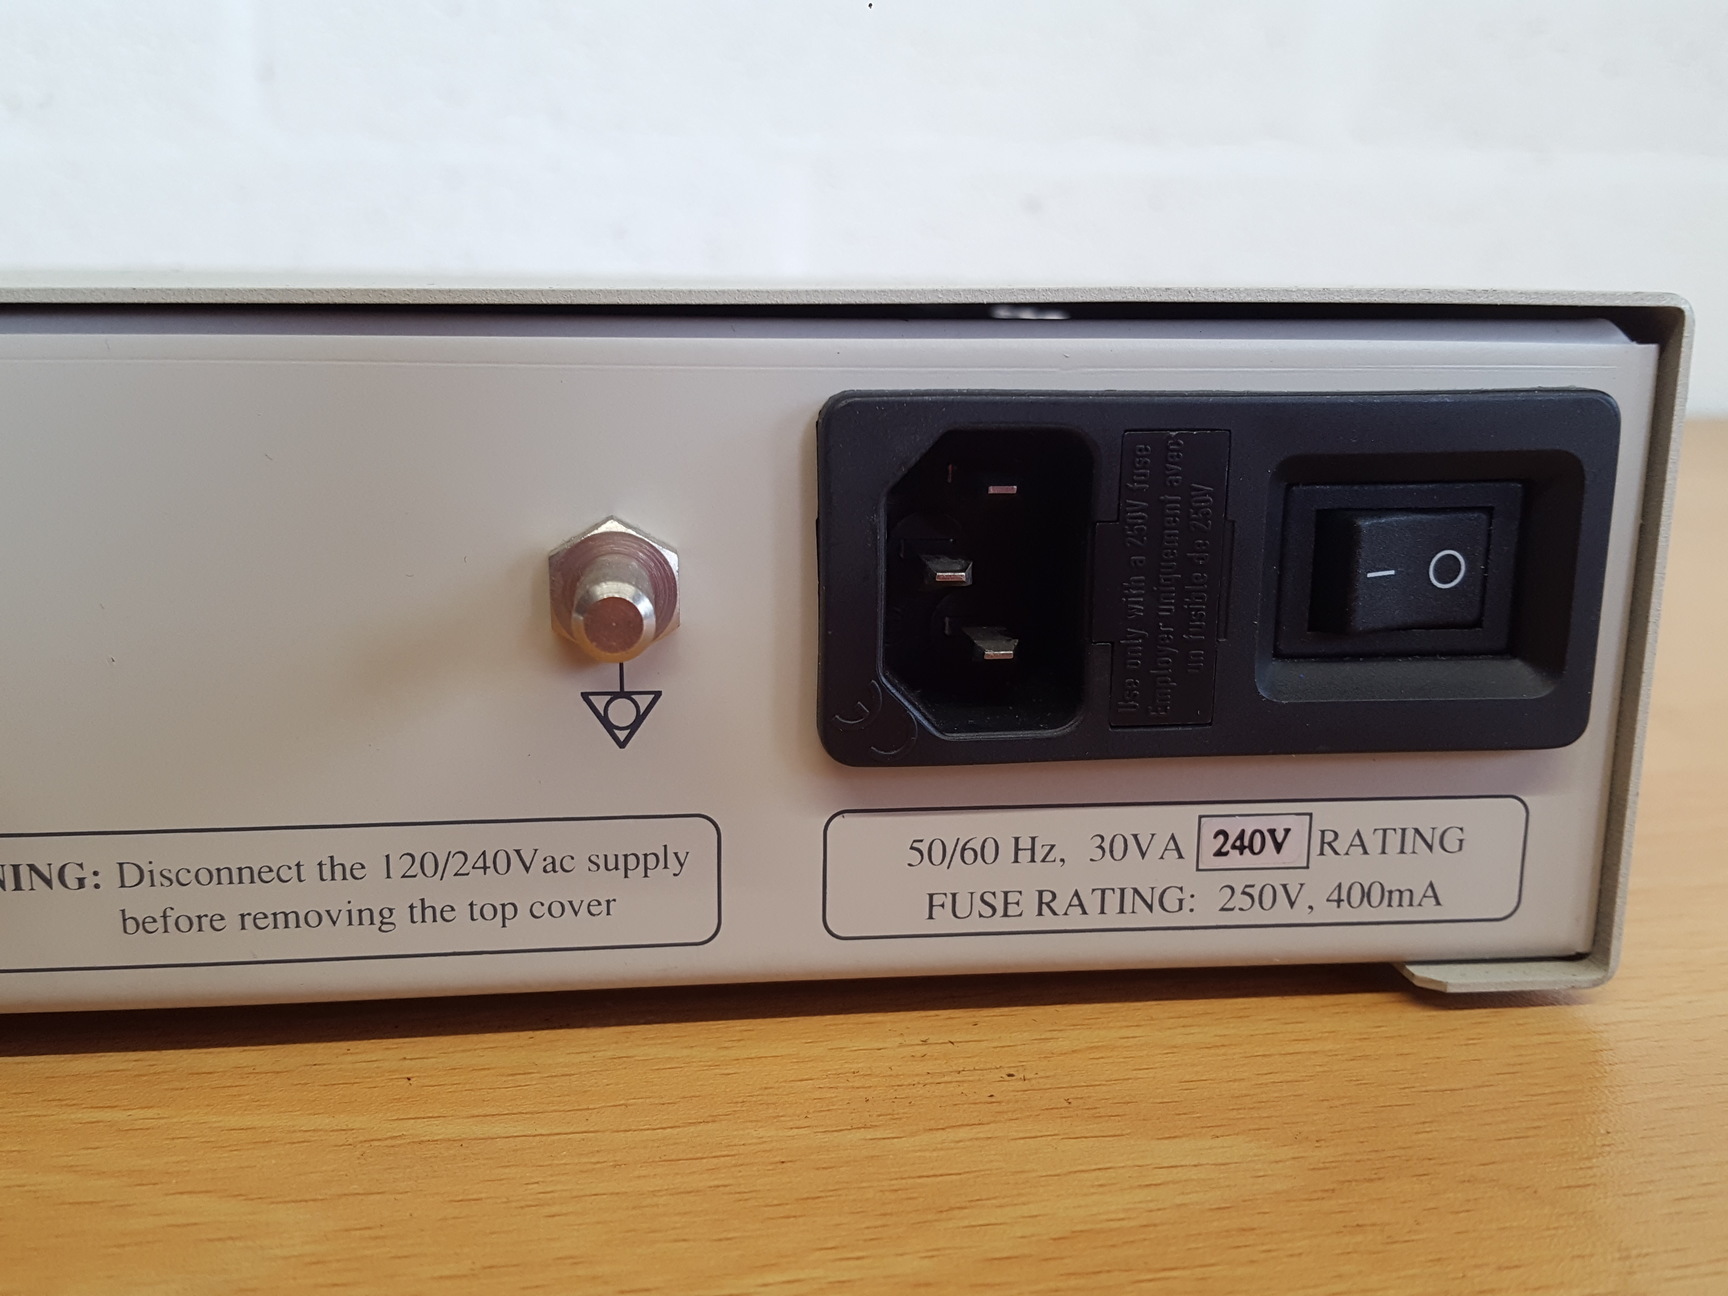 Use only with a 250V fuse
Employer uniquement avec
un fusible de 250V
NING: Disconnect the 120/240Vac supply
before removing the top cover
50/60 Hz, 30VA 240V RATING
FUSE RATING: 250V, 400mA